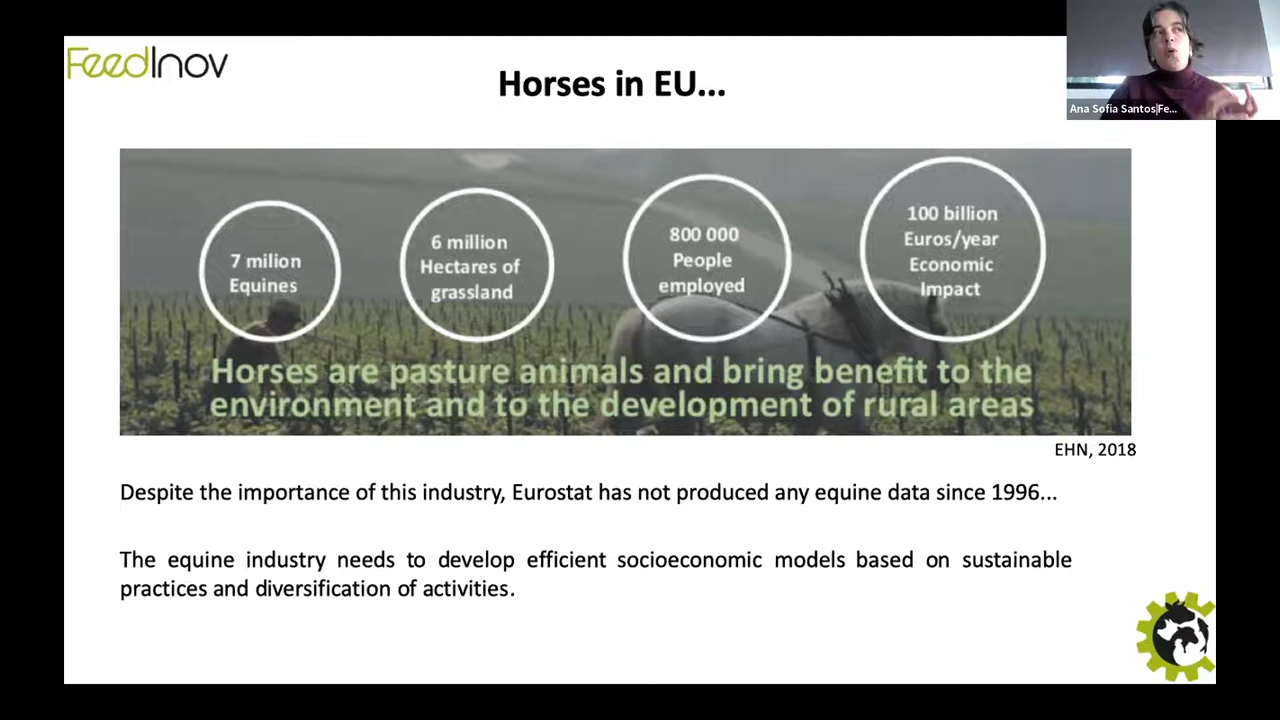 FeedInov
Horses in EU...
Ana Sofia Santos|Fe...
7 milion
Equines
6 million
Hectares of
grassland
800 000
People
employed
100 billion
Euros/year
Economic
Impact
Horses are pasture animals and bring benefit to the
environment and to the development of rural areas
EHN, 2018
Despite the importance of this industry, Eurostat has not produced any equine data since 1996...
The equine industry needs to develop efficient socioeconomic models based on sustainable
practices and diversification of activities.